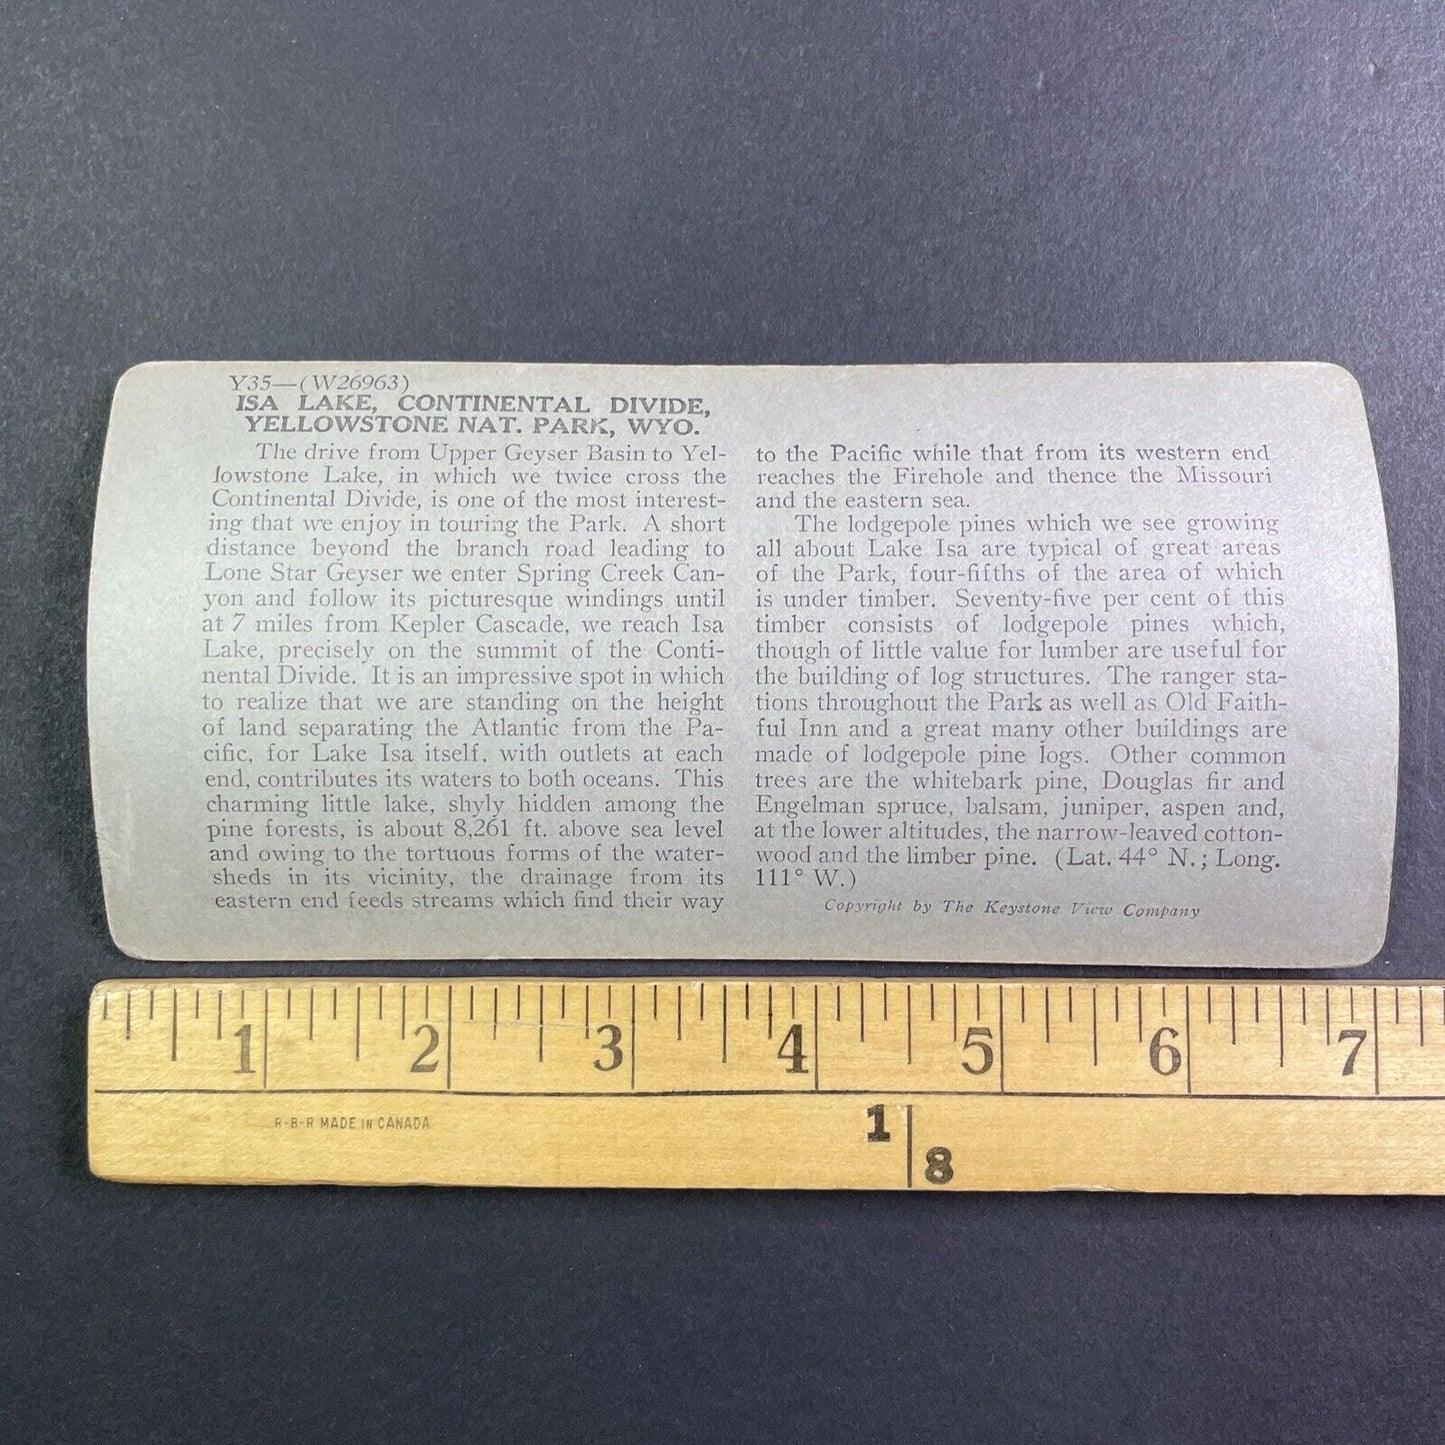 Y35—(W26963)
ISA LAKE, CONTINENTAL DIVIDE,
YELLOWSTONE NAT. PARK, WYO.
The drive from Upper Geyser Basin to Yel-
lowstone Lake, in which we twice cross the
Continental Divide, is one of the most interest-
ing that we enjoy in touring the Park. A short
distance beyond the branch road leading to
Lone Star Geyser we enter Spring Creek Can-
yon and follow its picturesque windings until
at 7 miles from Kepler Cascade, we reach Isa
Lake, precisely on the summit of the Conti-
nental Divide. It is an impressive spot in which
to realize that we are standing on the height
of land separating the Atlantic from the Pa-
cific, for Lake Isa itself, with outlets at each
end, contributes its waters to both oceans. This
charming little lake, shyly hidden among the
pine forests, is about 8,261 ft. above sea level
and owing to the tortuous forms of the water-
sheds in its vicinity, the drainage from its
eastern end feeds streams which find their way
to the Pacific while that from its western end
reaches the Firehole and thence the Missouri
and the eastern sea.
The lodgepole pines which we see growing
all about Lake Isa are typical of great areas
of the Park, four-fifths of the area of which
is under timber. Seventy-five per cent of this
timber consists of lodgepole pines which,
though of little value for lumber are useful for
the building of log structures. The ranger sta-
tions throughout the Park as well as Old Faith-
ful Inn and a great many other buildings are
made of lodgepole pine logs. Other common
trees are the whitebark pine, Douglas fir and
Engelman spruce, balsam, juniper, aspen and,
at the lower altitudes, the narrow-leaved cotton-
wood and the limber pine. (Lat. 44° N.; Long.
111° W.)
Copyright by The Keystone View Company
1 2 3 4 5 6 7
R-B-R MADE IN CANADA
1
8